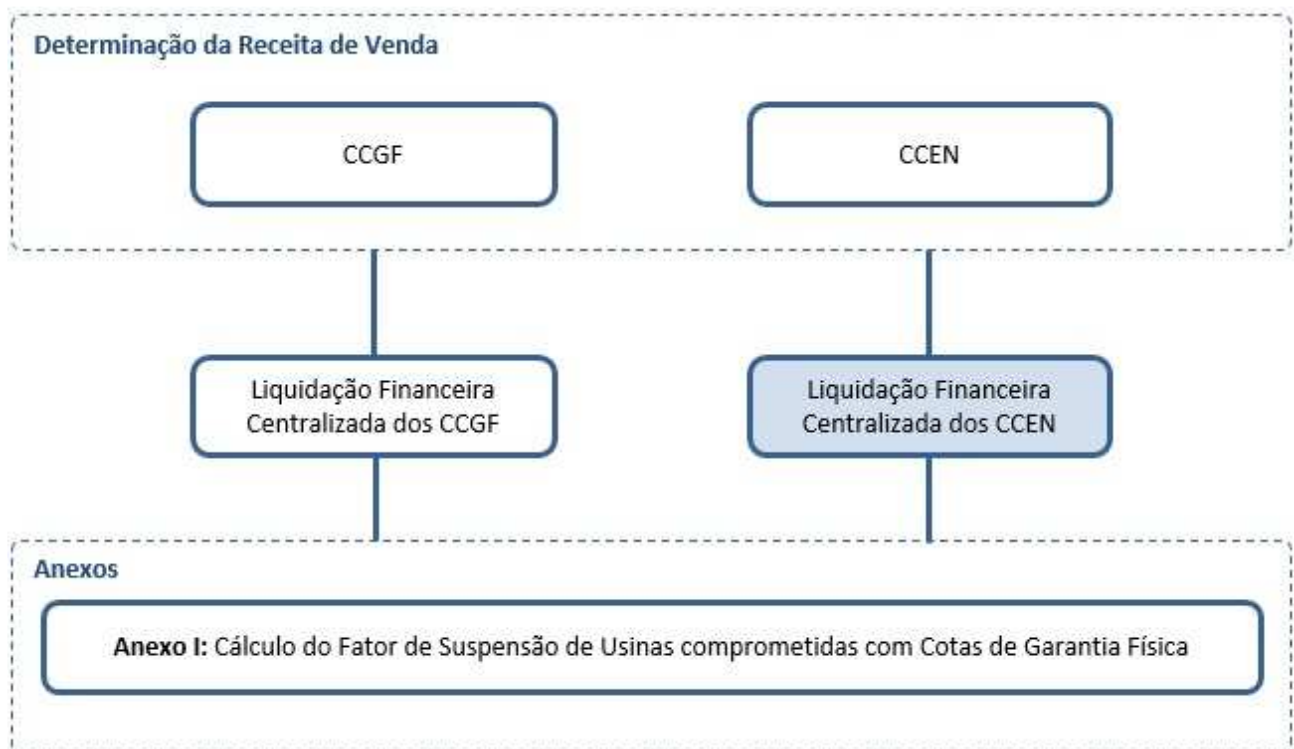 Determinação da Receita de Venda
CCGF
CCEN
Liquidação Financeira
Centralizada dos CCGF
Liquidação Financeira
Centralizada dos CCEN
Anexos
Anexo I: Cálculo do Fator de Suspensão de Usinas comprometidas com Cotas de Garantia Física